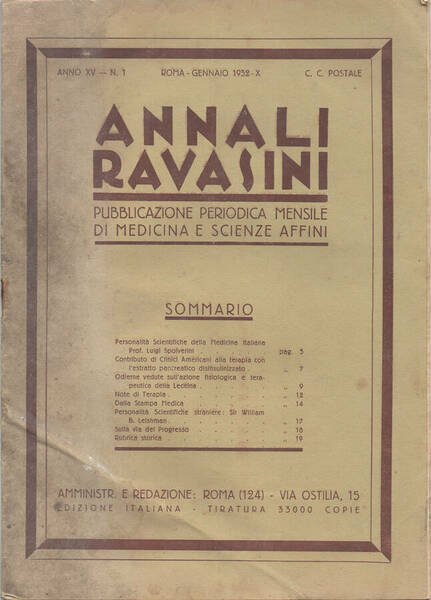 ANNO XV — N. 1 ROMA - GENNAIO 1932 - X C. C. POSTALE
ANNALI
RAVASINI
PUBBLICAZIONE PERIODICA MENSILE
DI MEDICINA E SCIENZE AFFINI
SOMMARIO
Personalità Scientifiche della Medicina Italiana
Prof. Luigi Spolverini . . . . . . . . pag. 5
Contributo di Clinici Americani alla terapia con
l'estratto pancreatico disinsulinizzato . . . „ 7
Odierne vedute sull'azione fisiologica e tera-
peutica della Lecitina . . . . . . . . „ 9
Note di Terapia . . . . . . . . . . „ 12
Dalla Stampa Medica . . . . . . . . „ 14
Personalità Scientifiche straniere: Sir William
B. Leishman . . . . . . . . . . „ 17
Sulla via del Progresso . . . . . . . „ 18
Rubrica storica . . . . . . . . . . „ 19
AMMINISTR. E REDAZIONE: ROMA (124) - VIA OSTILIA, 15
EDIZIONE ITALIANA - TIRATURA 33000 COPIE